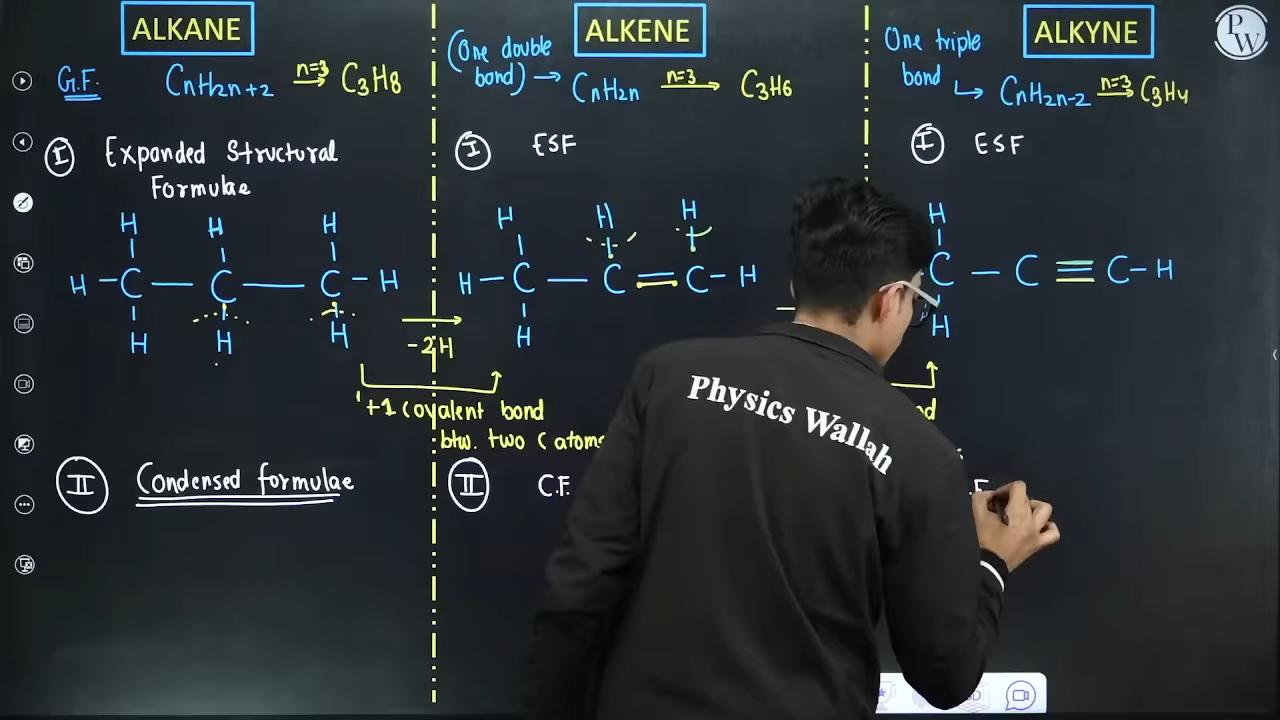 ALKANE
G.F. CnH2n+2 n=3 C3H8
I Expanded Structural
Formulae
H H H
H - C - C - C - H
H H H
-2H
+1 Covalent bond
btw. two C atoms
II Condensed formulae
ALKENE
(One double
bond) → CnH2n n=3 C3H6
I ESF
H H H
H - C - C = C - H
H
II C.F.
ALKYNE
One triple
bond
CnH2n-2 n=3 C3H4
I ESF
H
C - C ≡ C - H
H
.F
PW
Physics Wallah